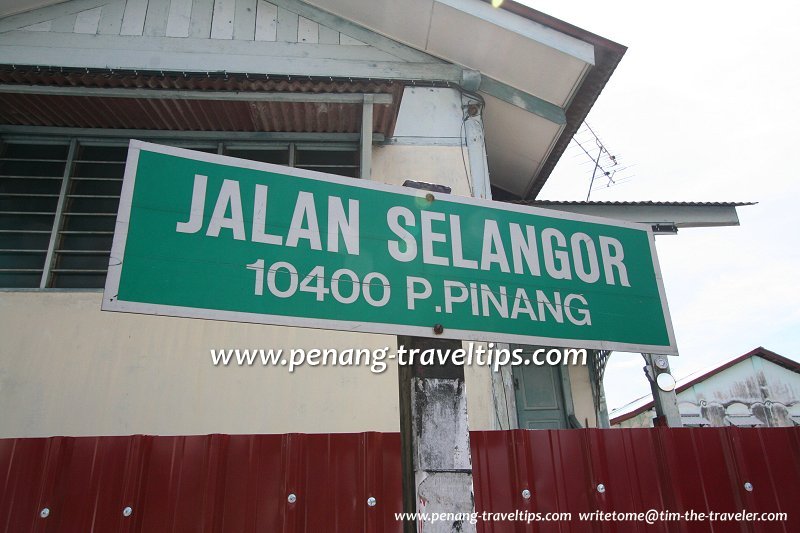 JALAN SELANGOR
10400 P.PINANG
www.penang-traveltips.com
www.penang-traveltips.com  writetome@tim-the-traveler.com